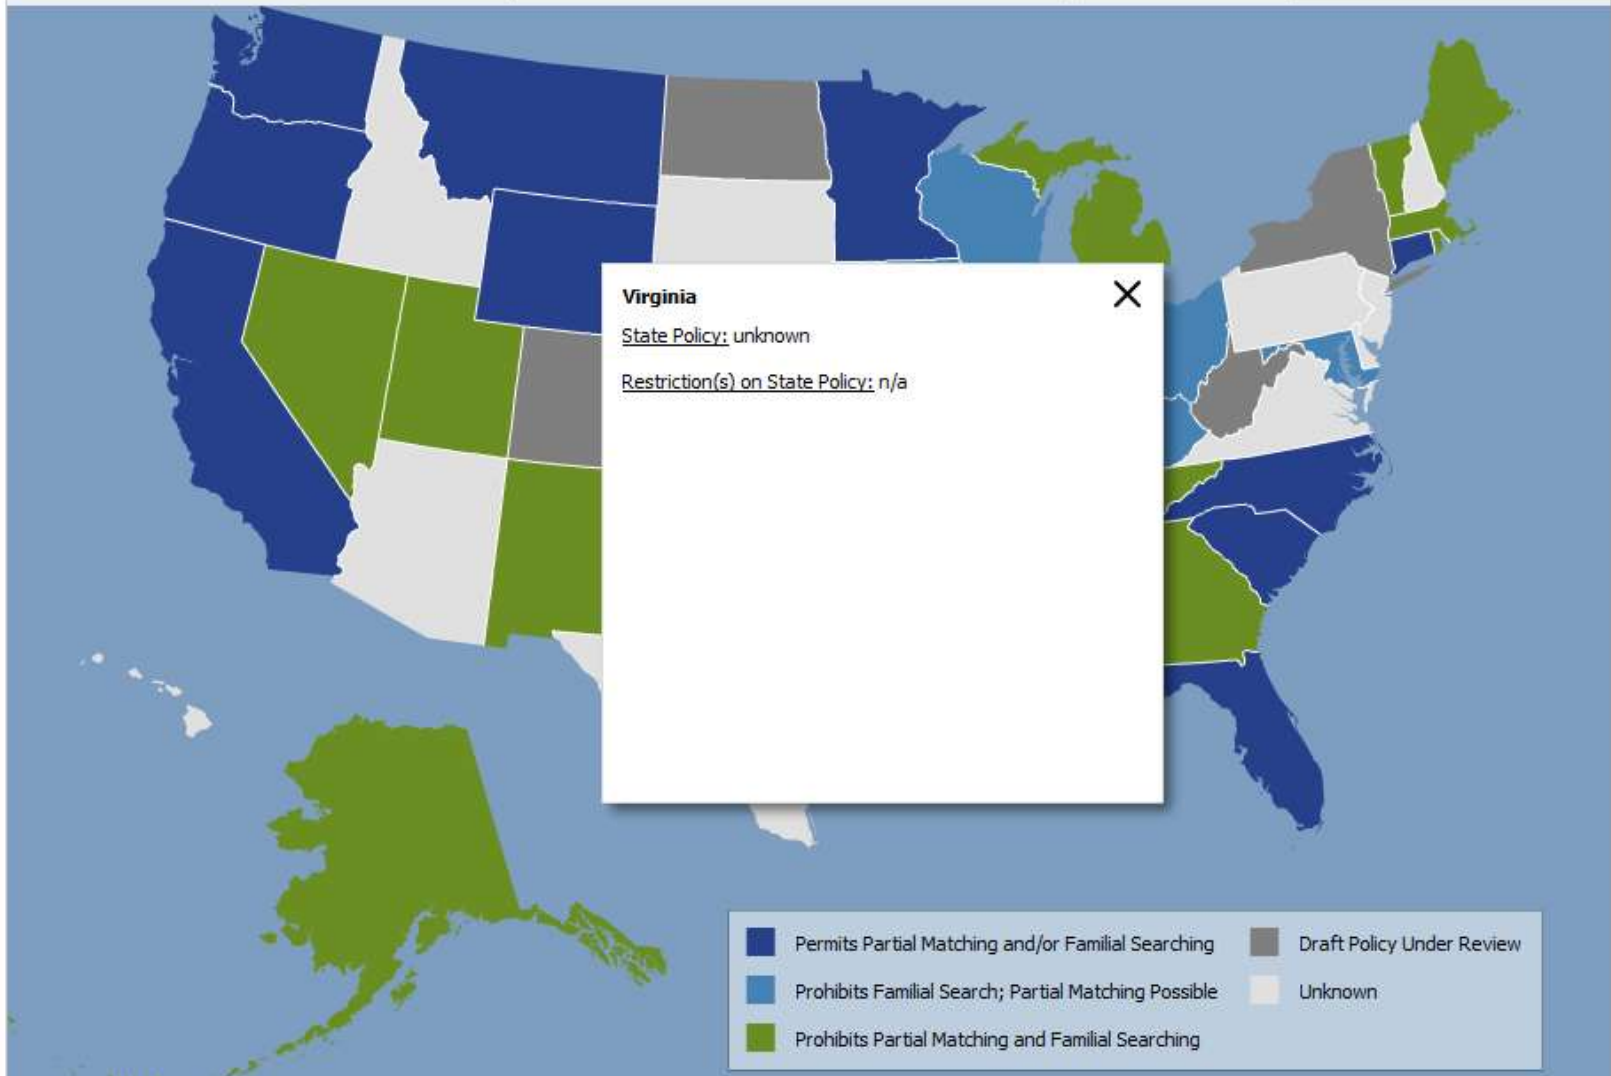 Virginia
State Policy: unknown
Restriction(s) on State Policy: n/a
Permits Partial Matching and/or Familial Searching
Prohibits Familial Search; Partial Matching Possible
Prohibits Partial Matching and Familial Searching
Draft Policy Under Review
Unknown